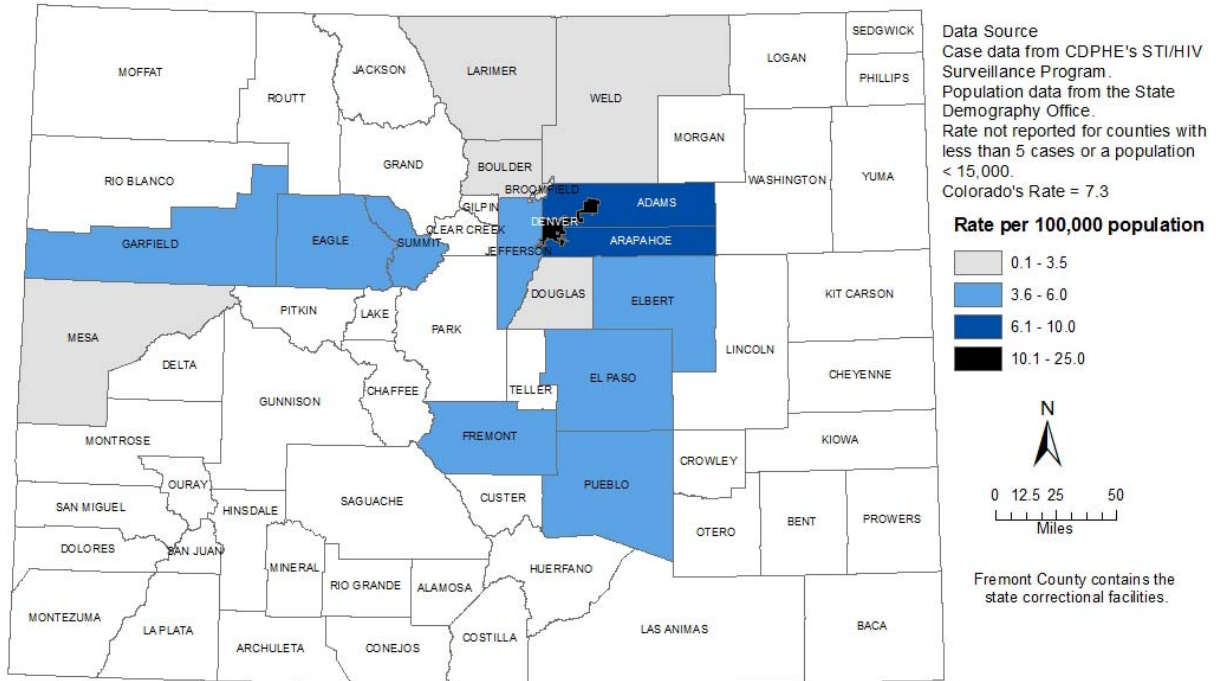 SEDGWICK
LOGAN
MOFFAT
JACKSON
LARIMER
PHILLIPS
ROUTT
WELD
MORGAN
GRAND
BOULDER
RIO BLANCO
WASHINGTON
YUMA
BROOMFIELD
GILPIN
ADAMS
DENVER
CLEAR CREEK
GARFIELD
EAGLE
SUMMIT
JEFFERSON
ARAPAHOE
DOUGLAS
ELBERT
KIT CARSON
PITKIN
LAKE
PARK
MESA
LINCOLN
DELTA
CHEYENNE
EL PASO
TELLER
CHAFFEE
GUNNISON
FREMONT
MONTROSE
KIOWA
CROWLEY
OURAY
PUEBLO
SAGUACHE
CUSTER
SAN MIGUEL
HINSDALE
BENT
PROWERS
OTERO
DOLORES
SAN JUAN
MINERAL
HUERFANO
RIO GRANDE
ALAMOSA
MONTEZUMA
LA PLATA
LAS ANIMAS
BACA
COSTILLA
ARCHULETA
CONEJOS
Data Source
Case data from CDPHE's STI/HIV
Surveillance Program.
Population data from the State
Demography Office.
Rate not reported for counties with
less than 5 cases or a population
< 15,000.
Colorado's Rate = 7.3
Rate per 100,000 population
0.1 - 3.5
3.6 - 6.0
6.1 - 10.0
10.1 - 25.0
N
0 12.5 25 50
Miles
Fremont County contains the
state correctional facilities.